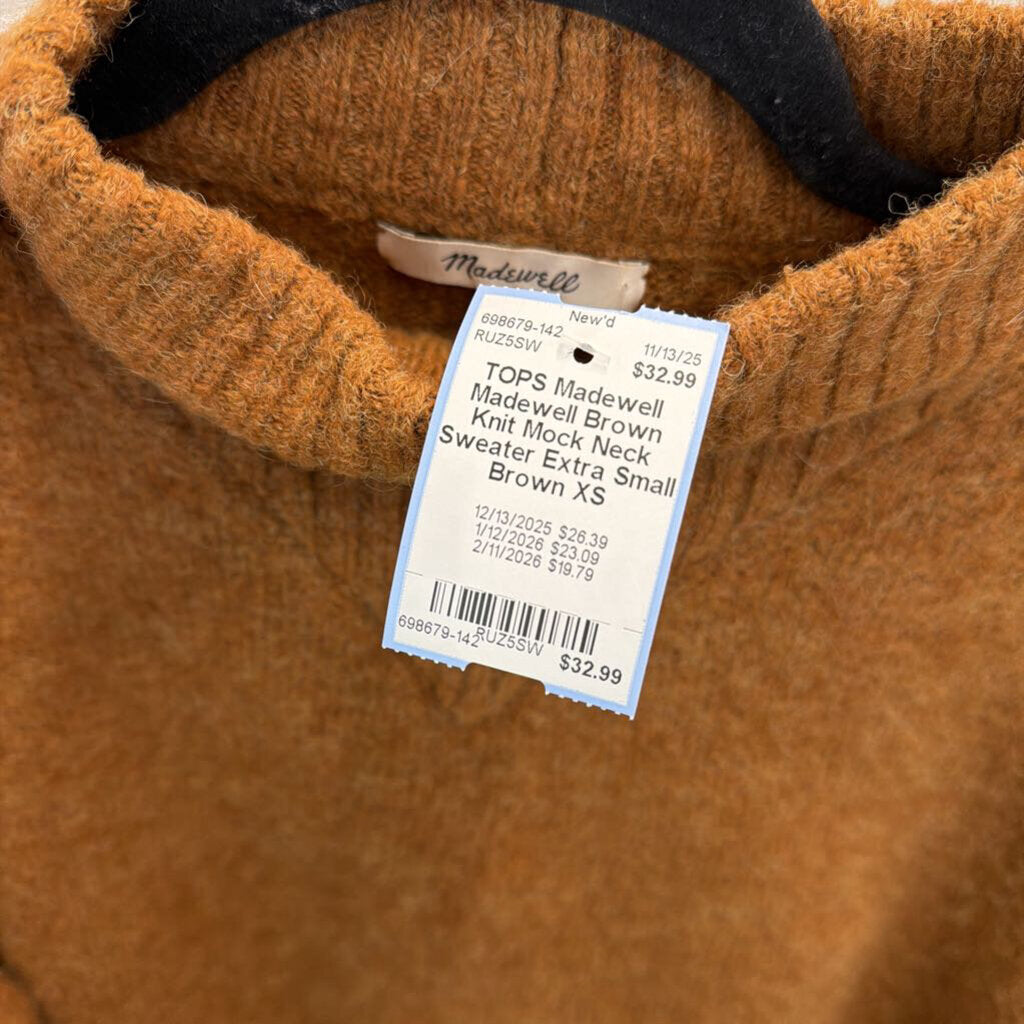 Madewell
New'd
698679-142
RUZ5SW
11/13/25
$32.99
TOPS Madewell
Madewell Brown
Knit Mock Neck
Sweater Extra Small
Brown XS
12/13/2025 $26.39
1/12/2026 $23.09
2/11/2026 $19.79
698679-142
RUZ5SW
$32.99